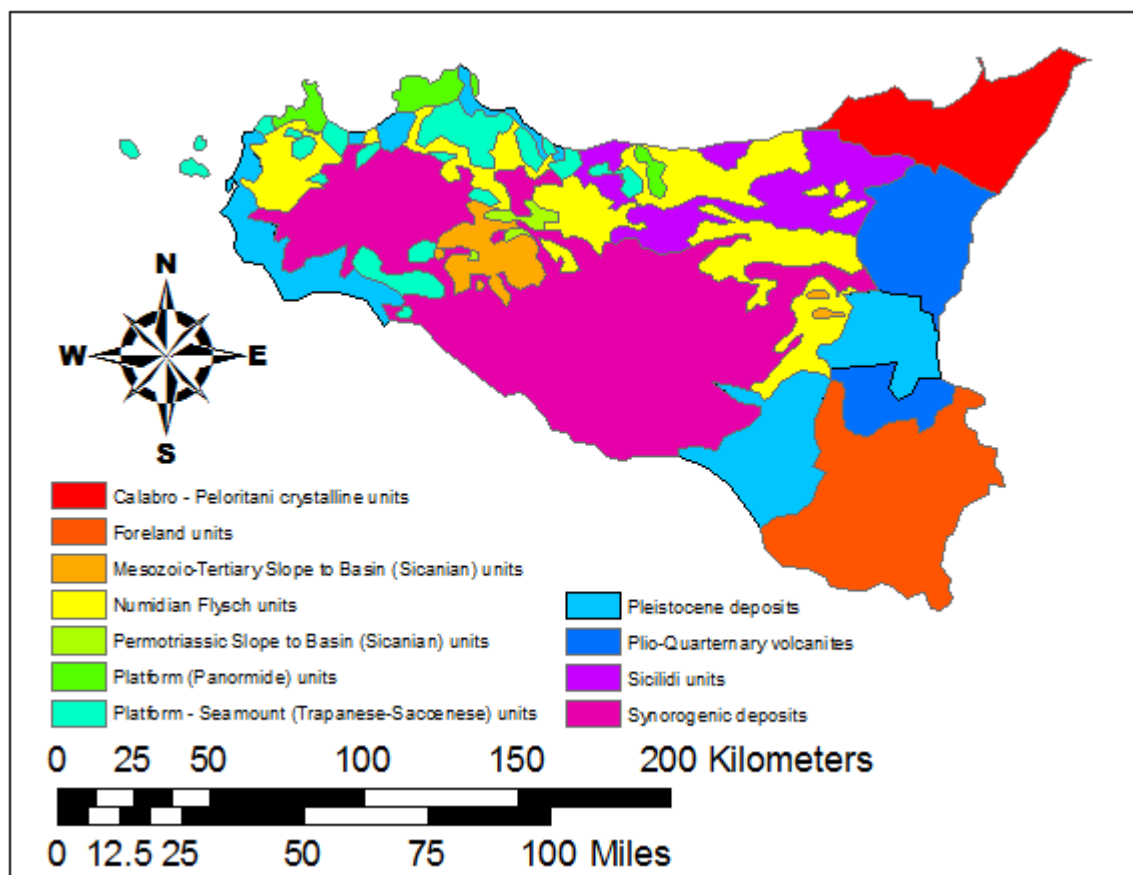 N
W E
S
Calabro - Peloritani crystalline units
Foreland units
Mesozoio-Tertiary Slope to Basin (Sicanian) units
Numidian Flysch units
Permotriassic Slope to Basin (Sicanian) units
Platform (Panormide) units
Platform - Seamount (Trapanese-Saccenese) units
Pleistocene deposits
Plio-Quarternary volcanites
Sicilidi units
Synorogenic deposits
0 25 50 100 150 200 Kilometers
0 12.5 25 50 75 100 Miles